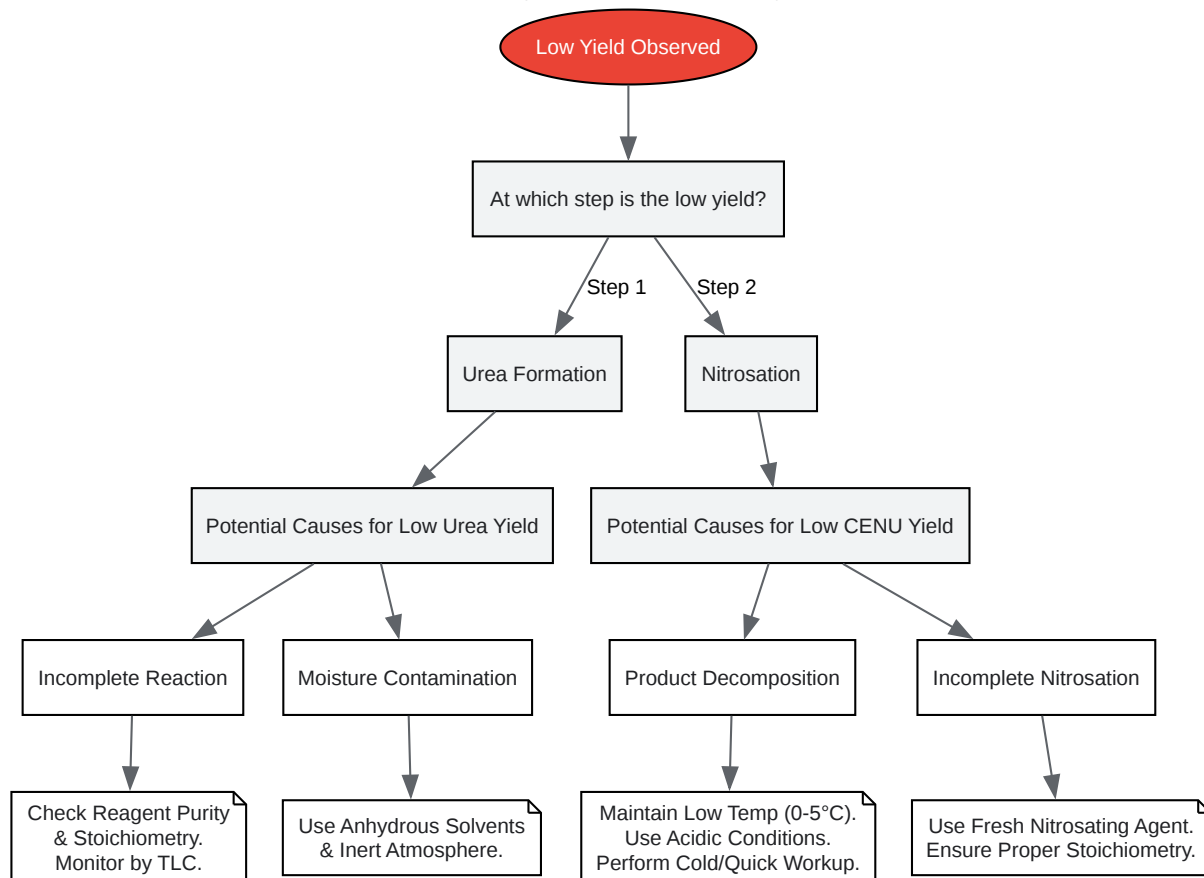 Low Yield Observed
At which step is the low yield?
Step 1
Step 2
Urea Formation
Nitrosation
Potential Causes for Low Urea Yield
Potential Causes for Low CENU Yield
Incomplete Reaction
Moisture Contamination
Product Decomposition
Incomplete Nitrosation
Check Reagent Purity
& Stoichiometry.
Monitor by TLC.
Use Anhydrous Solvents
& Inert Atmosphere.
Maintain Low Temp (0-5°C).
Use Acidic Conditions.
Perform Cold/Quick Workup.
Use Fresh Nitrosating Agent.
Ensure Proper Stoichiometry.